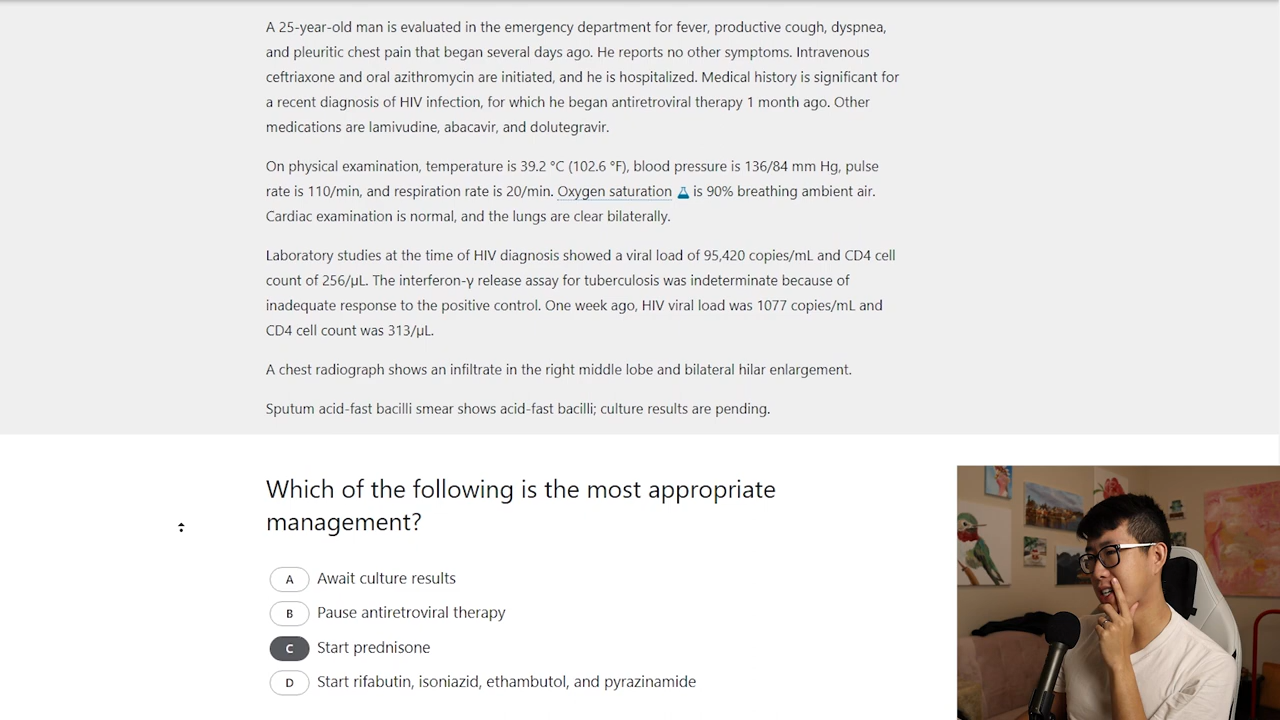 A 25-year-old man is evaluated in the emergency department for fever, productive cough, dyspnea,
and pleuritic chest pain that began several days ago. He reports no other symptoms. Intravenous
ceftriaxone and oral azithromycin are initiated, and he is hospitalized. Medical history is significant for
a recent diagnosis of HIV infection, for which he began antiretroviral therapy 1 month ago. Other
medications are lamivudine, abacavir, and dolutegravir.
On physical examination, temperature is 39.2 °C (102.6 °F), blood pressure is 136/84 mm Hg, pulse
rate is 110/min, and respiration rate is 20/min. Oxygen saturation is 90% breathing ambient air.
Cardiac examination is normal, and the lungs are clear bilaterally.
Laboratory studies at the time of HIV diagnosis showed a viral load of 95,420 copies/mL and CD4 cell
count of 256/μL. The interferon-γ release assay for tuberculosis was indeterminate because of
inadequate response to the positive control. One week ago, HIV viral load was 1077 copies/mL and
CD4 cell count was 313/μL.
A chest radiograph shows an infiltrate in the right middle lobe and bilateral hilar enlargement.
Sputum acid-fast bacilli smear shows acid-fast bacilli; culture results are pending.
Which of the following is the most appropriate
management?
A Await culture results
B Pause antiretroviral therapy
C Start prednisone
D Start rifabutin, isoniazid, ethambutol, and pyrazinamide